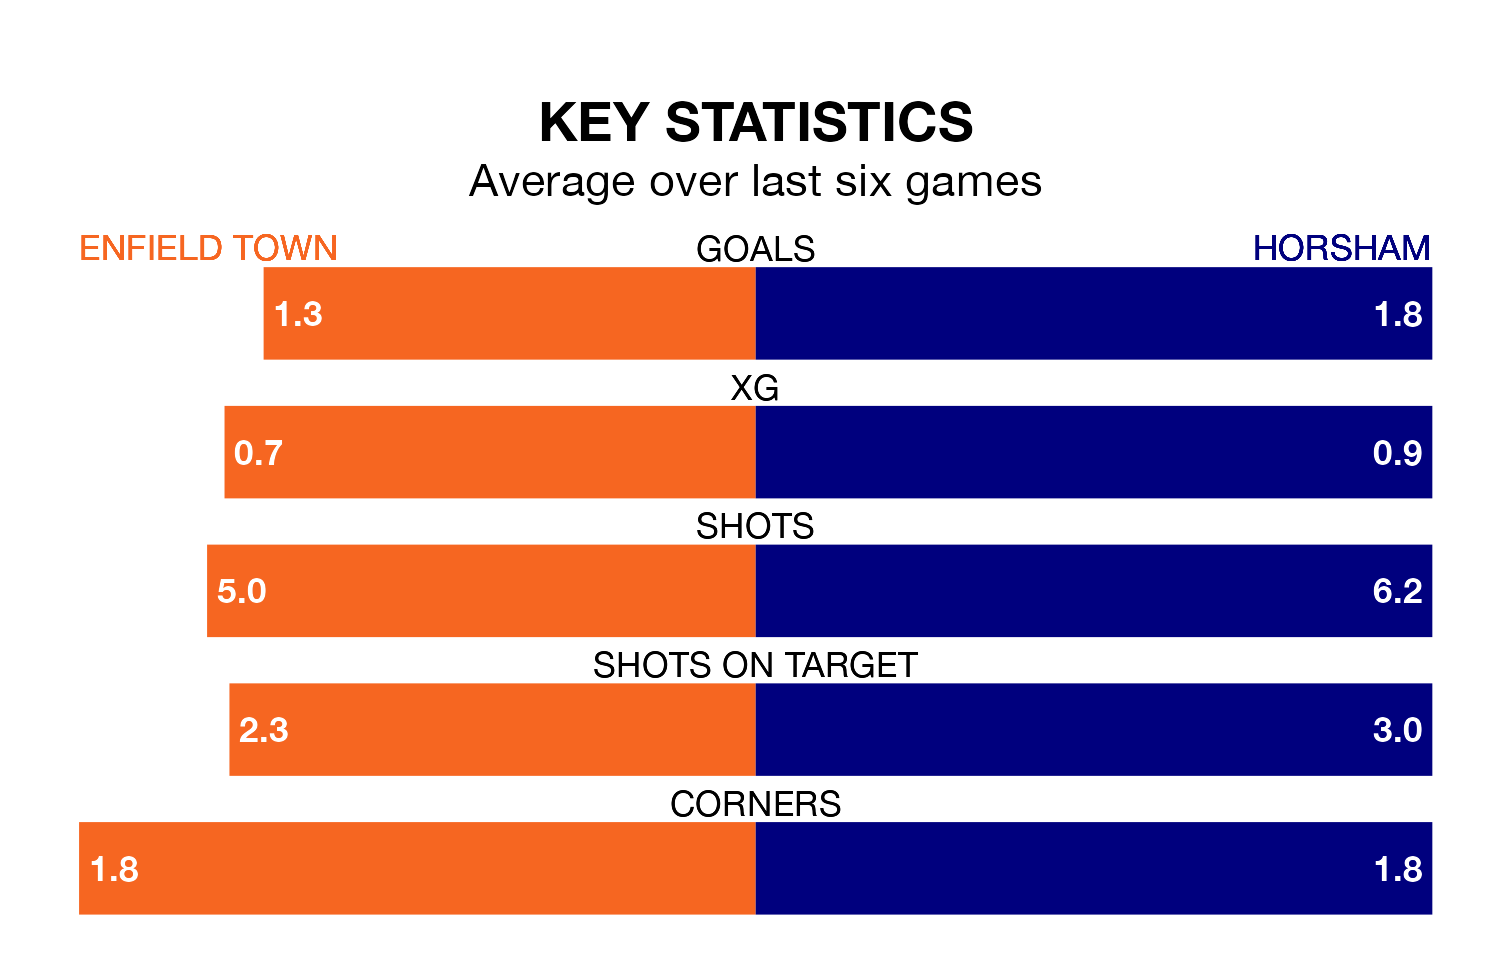 KEY STATISTICS
Average over last six games
ENFIELD TOWN GOALS HORSHAM
1.3 1.8
XG
0.7 0.9
SHOTS
5.0 6.2
SHOTS ON TARGET
2.3 3.0
CORNERS
1.8 1.8